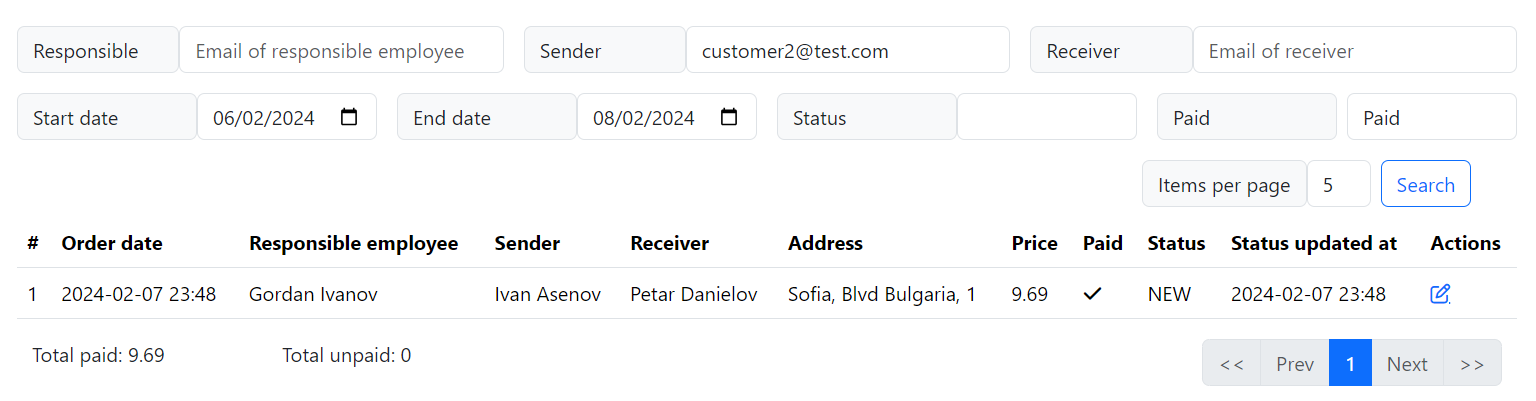 Responsible Email of responsible employee Sender customer2@test.com Receiver Email of receiver
Start date 06/02/2024 End date 08/02/2024 Status Paid Paid
Items per page 5 Search
# Order date Responsible employee Sender Receiver Address Price Paid Status Status updated at Actions
1 2024-02-07 23:48 Gordan Ivanov Ivan Asenov Petar Danielov Sofia, Blvd Bulgaria, 1 9.69 NEW 2024-02-07 23:48
Total paid: 9.69 Total unpaid: 0 << Prev 1 Next >>